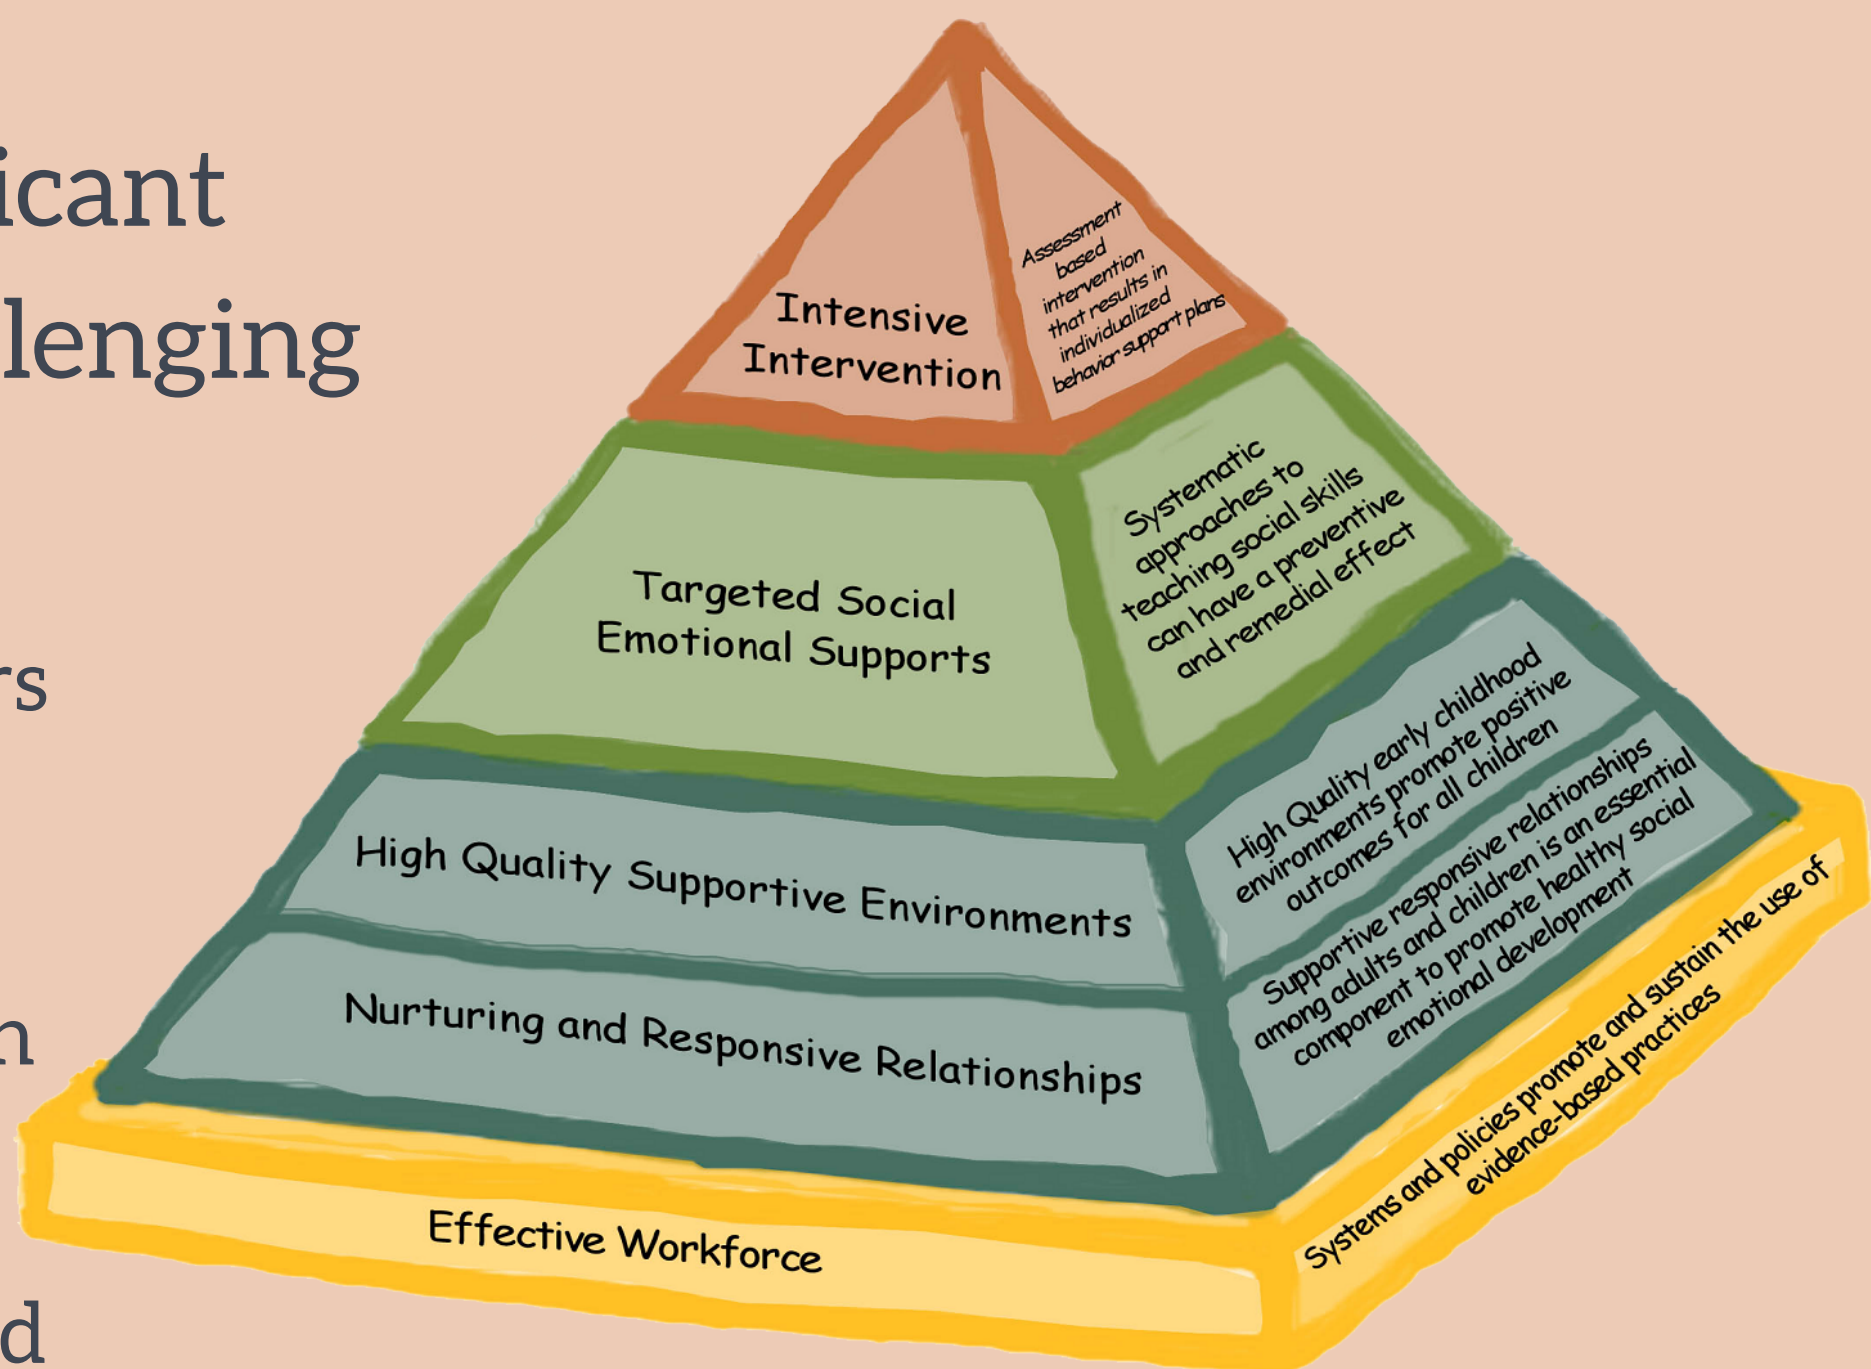 icant
lenging
rs
n
d
Intensive
Intervention
Assessment
based
intervention
that results in
individualized
behavior support plans
Targeted Social
Emotional Supports
Systematic
approaches to
teaching social skills
can have a preventive
and remedial effect
High Quality Supportive Environments
High Quality early childhood
environments promote positive
outcomes for all children
Nurturing and Responsive Relationships
Supportive responsive relationships
among adults and children is an essential
component to promote healthy social
emotional development
Effective Workforce
Systems and policies promote and sustain the use of
evidence-based practices